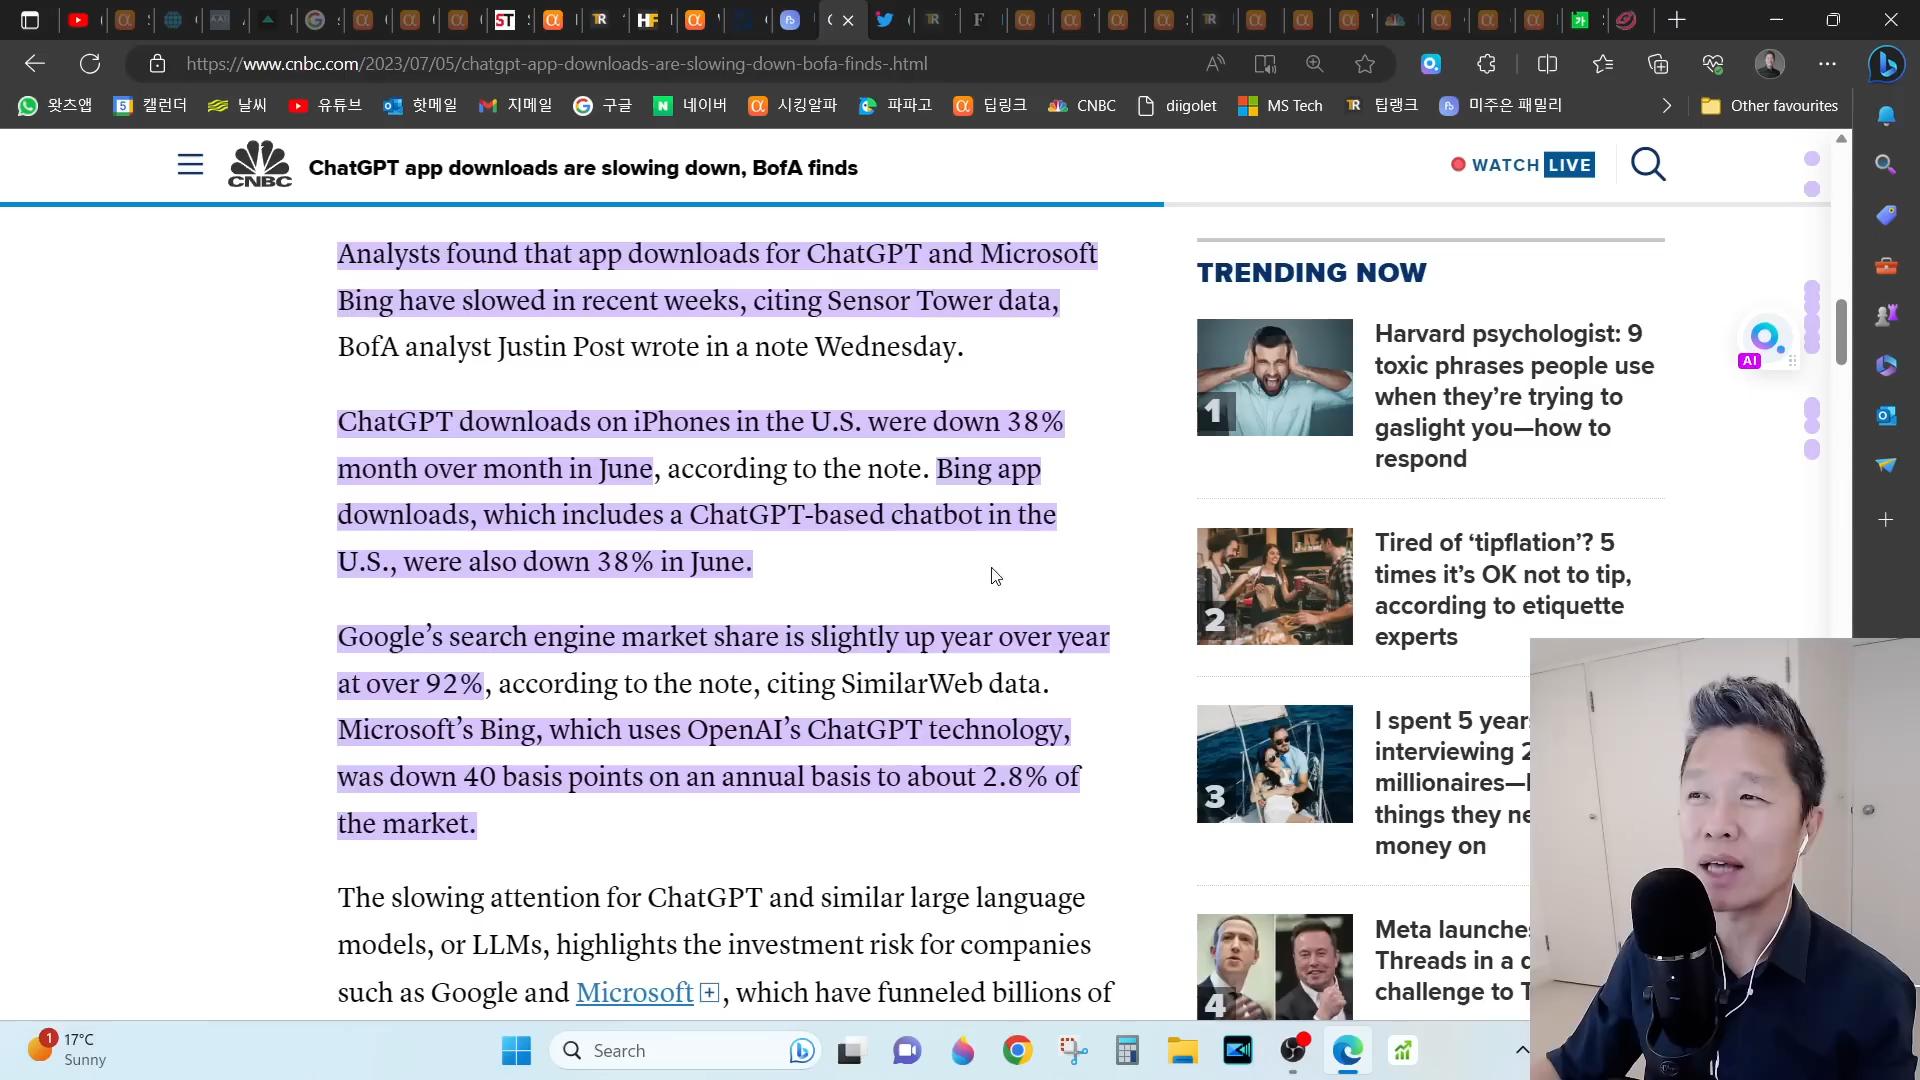 https://www.cnbc.com/2023/07/05/chatgpt-app-downloads-are-slowing-down-bofa-finds-.html
왓츠앱
캘린더
날씨
유튜브
핫메일
지메일
구글
네이버
시킹알파
파파고
딥링크
CNBC
diigolet
MS Tech
팁랭크
미주은 패밀리
Other favourites
CNBC
ChatGPT app downloads are slowing down, BofA finds
WATCH LIVE
Analysts found that app downloads for ChatGPT and Microsoft
Bing have slowed in recent weeks, citing Sensor Tower data,
BofA analyst Justin Post wrote in a note Wednesday.
ChatGPT downloads on iPhones in the U.S. were down 38%
month over month in June, according to the note. Bing app
downloads, which includes a ChatGPT-based chatbot in the
U.S., were also down 38% in June.
Google’s search engine market share is slightly up year over year
at over 92%, according to the note, citing SimilarWeb data.
Microsoft’s Bing, which uses OpenAI’s ChatGPT technology,
was down 40 basis points on an annual basis to about 2.8% of
the market.
The slowing attention for ChatGPT and similar large language
models, or LLMs, highlights the investment risk for companies
such as Google and Microsoft, which have funneled billions of
TRENDING NOW
1
Harvard psychologist: 9
toxic phrases people use
when they’re trying to
gaslight you—how to
respond
2
Tired of ‘tipflation’? 5
times it’s OK not to tip,
according to etiquette
experts
3
I spent 5 year
interviewing 2
millionaires—
things they ne
money on
4
Meta launche
Threads in a
challenge to T
AI
1
17°C
Sunny
Search